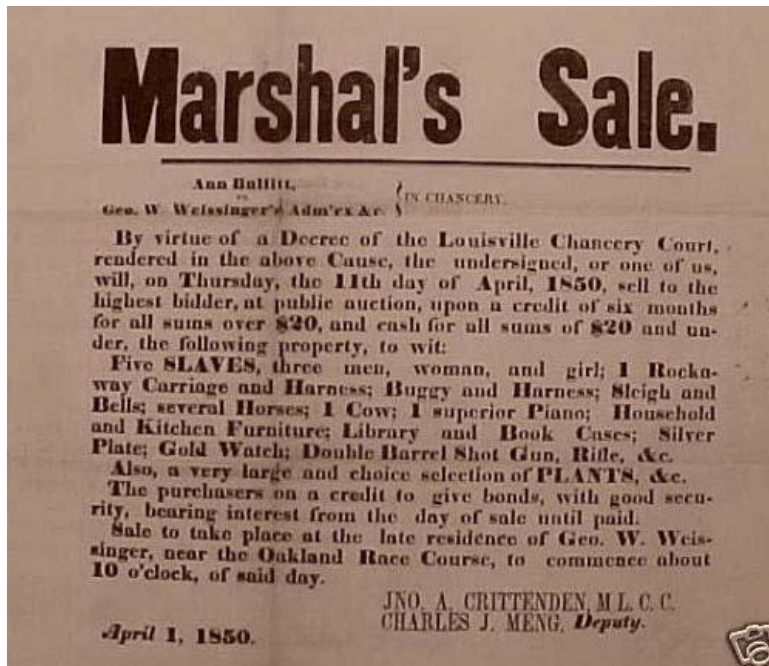 Marshal's Sale.
Ann Bullitt,
vs
Geo. W. Weissinger's Adm'ex &c.
IN CHANCERY.
By virtue of a Decree of the Louisville Chancery Court,
rendered in the above Cause, the undersigned, or one of us,
will, on Thursday, the 11th day of April, 1850, sell to the
highest bidder, at public auction, upon a credit of six months
for all sums over $20, and cash for all sums of $20 and un-
der, the following property, to wit:
Five SLAVES, three men, woman, and girl; 1 Rocka-
way Carriage and Harness; Buggy and Harness; Sleigh and
Bells; several Horses; 1 Cow; 1 superior Piano; Household
and Kitchen Furniture; Library and Book Cases; Silver
Plate; Gold Watch; Double Barrel Shot Gun, Rifle, &c.
Also, a very large and choice selection of PLANTS, &c.
The purchasers on a credit to give bonds, with good secu-
rity, bearing interest from the day of sale until paid.
Sale to take place at the late residence of Geo. W. Weis-
singer, near the Oakland Race Course, to commence about
10 o'clock, of said day.
JNO. A. CRITTENDEN, M L. C. C.
CHARLES J. MENG, Deputy.
April 1, 1850.